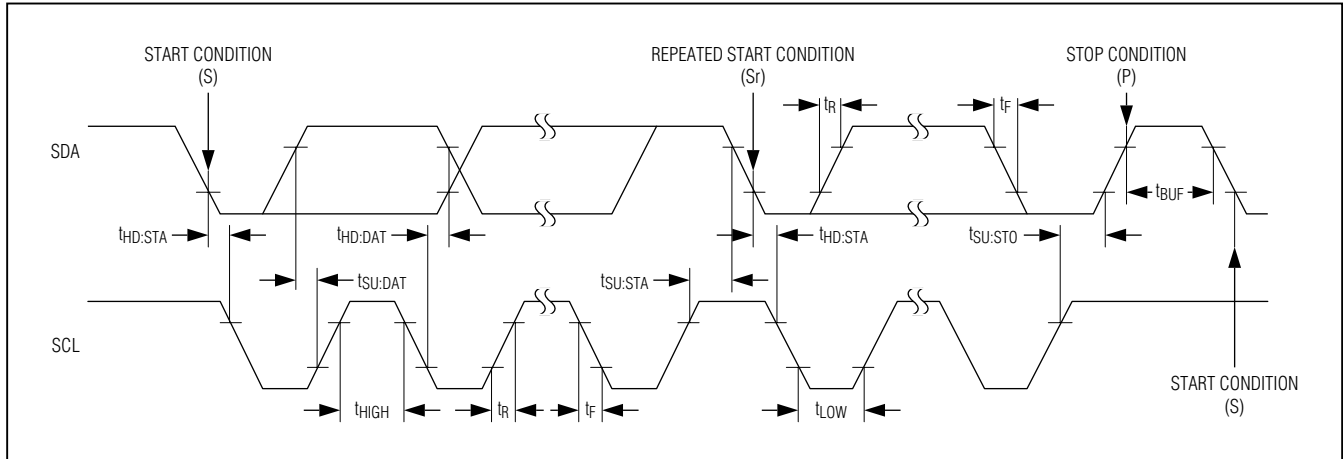 START CONDITION
(S)
REPEATED START CONDITION
(Sr)
STOP CONDITION
(P)
tR
tF
SDA
tBUF
tHD:STA
tHD:DAT
tHD:STA
tSU:STO
tSU:DAT
tSU:STA
SCL
tHIGH
tR
tF
tLOW
START CONDITION
(S)